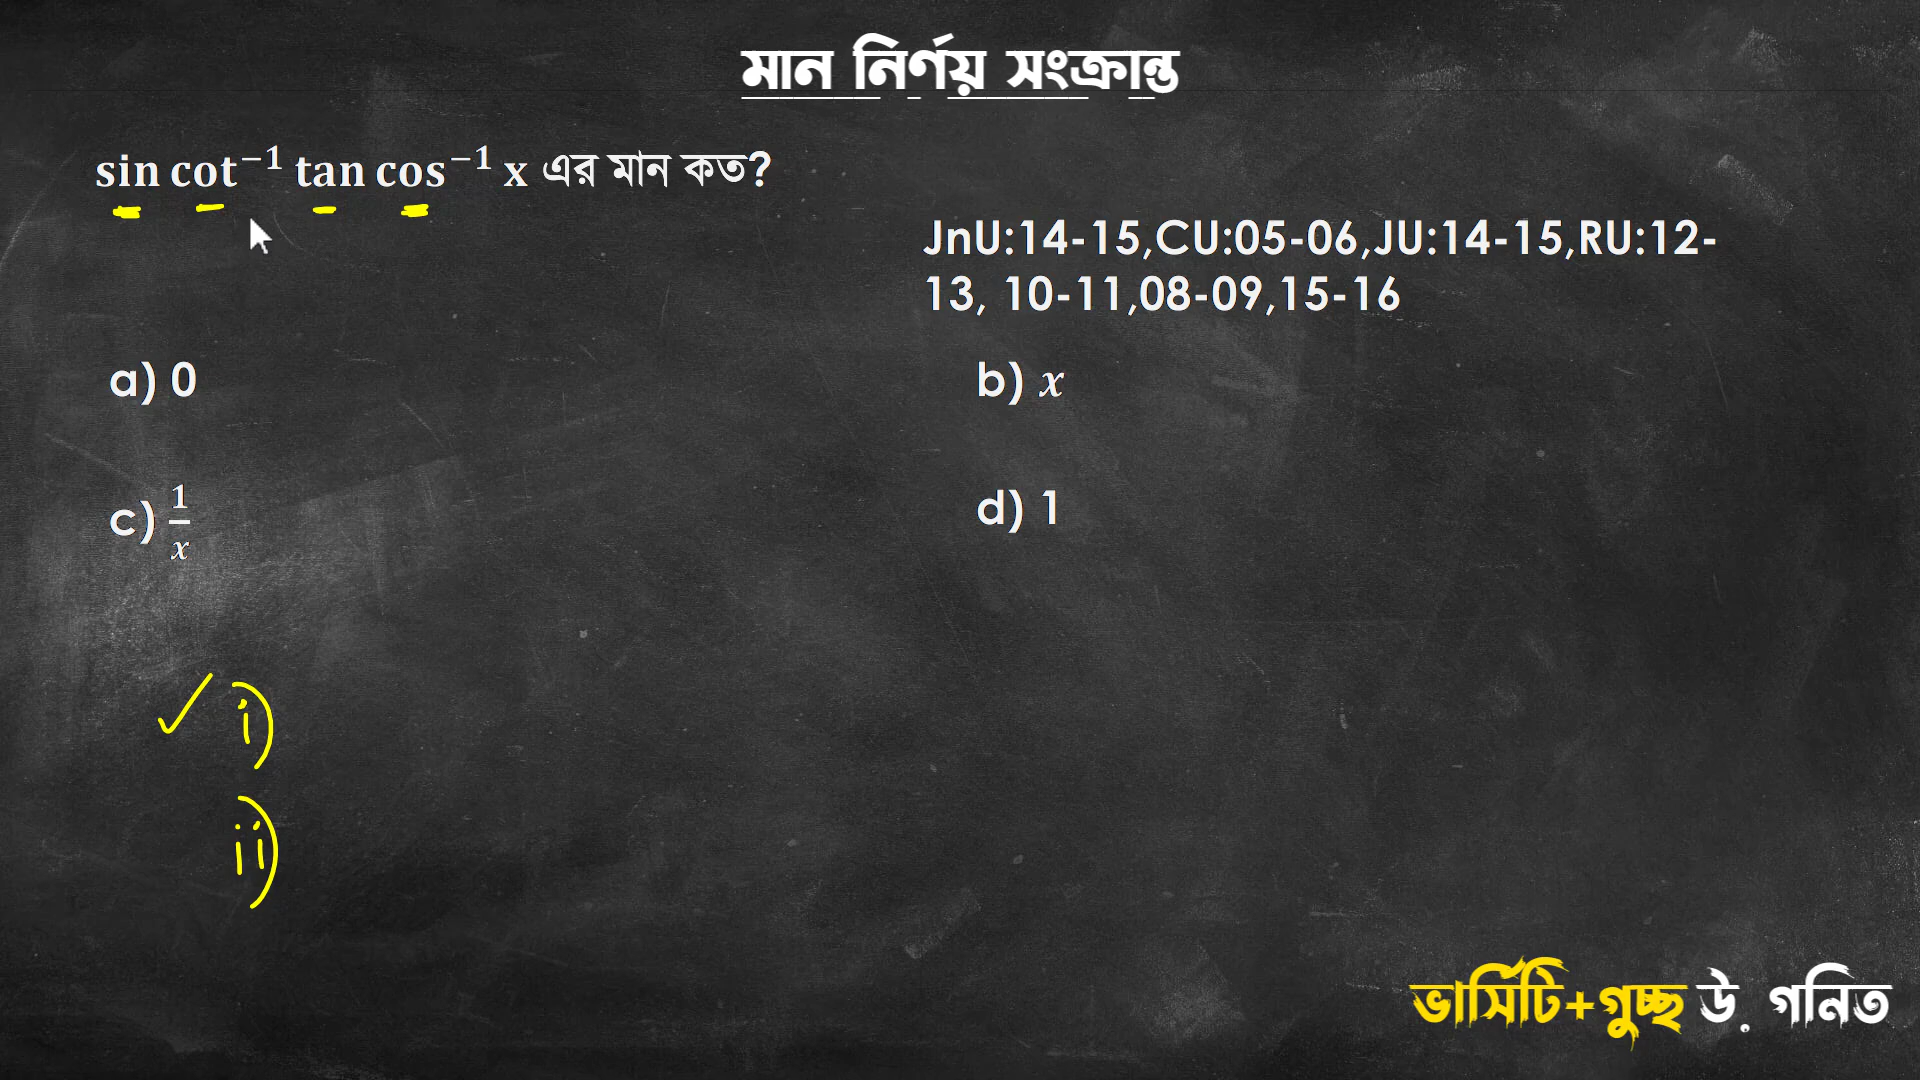 মান নির্ণয় সংক্রান্ত
sin cot⁻¹ tan cos⁻¹ x এর মান কত?
JnU:14-15,CU:05-06,JU:14-15,RU:12-
13, 10-11,08-09,15-16
a) 0
b) x
c) 1/x
d) 1
✓ i)
ii)
ভার্সিটি+গুচ্ছ উ. গনিত